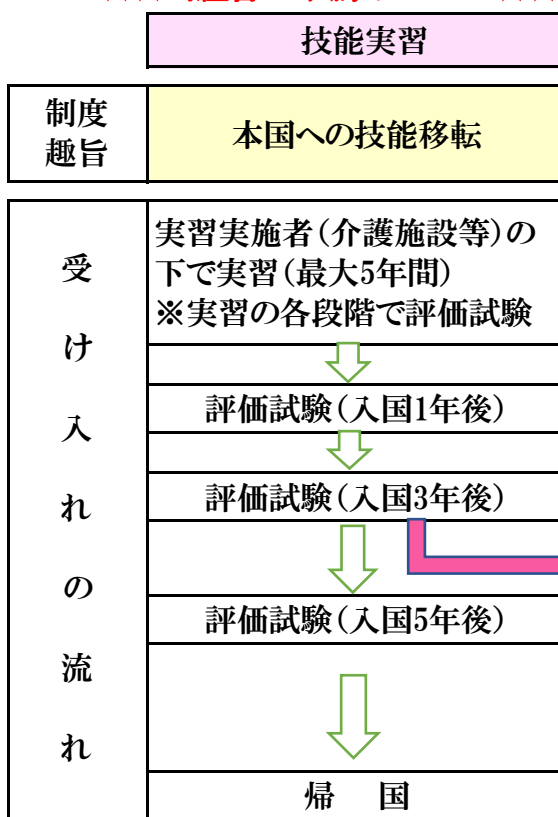 技能実習
制度
趣旨
本国への技能移転
受け入れの流れ
実習実施者(介護施設等)の
下で実習(最大5年間)
※実習の各段階で評価試験
評価試験(入国1年後)
評価試験(入国3年後)
評価試験(入国5年後)
帰　国